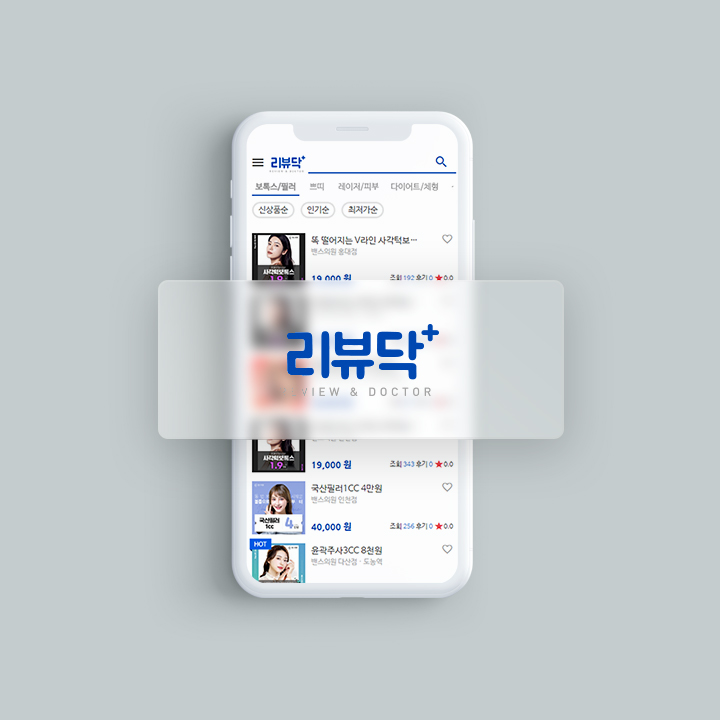 리뷰닥+
REVIEW & DOCTOR
보톡스/필러 쁘띠 레이저/피부 다이어트/체형
신상품순 인기순 최저가순
똑 떨어지는 V라인 사각턱보···
밴스의원 홍대점
사각턱보톡스
1.9
19,000 원 조회 192 후기 0 ★0.0
리뷰닥+
VIEW & DOCTOR
사각턱보톡스
1.9
19,000 원 조회 343 후기 0 ★0.0
국산필러1CC 4만원
밴스의원 인천점
국산필러 1cc 4
40,000 원 조회 256 후기 0 ★0.0
HOT
윤곽주사3CC 8천원
밴스의원 다산점 · 도농역